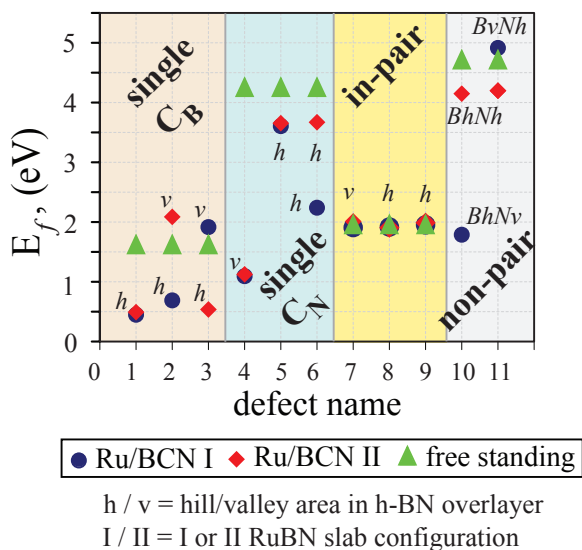 E_f, (eV)
5
4
3
2
1
0
single
C_B
single
C_N
in-pair
non-pair
BvNh
BhNh
BhNv
h
h
v
v
h
v
h
h
h
v
h
h
0 1 2 3 4 5 6 7 8 9 10 11
defect name
Ru/BCN I Ru/BCN II free standing
h / v = hill/valley area in h-BN overlayer
I / II = I or II RuBN slab configuration